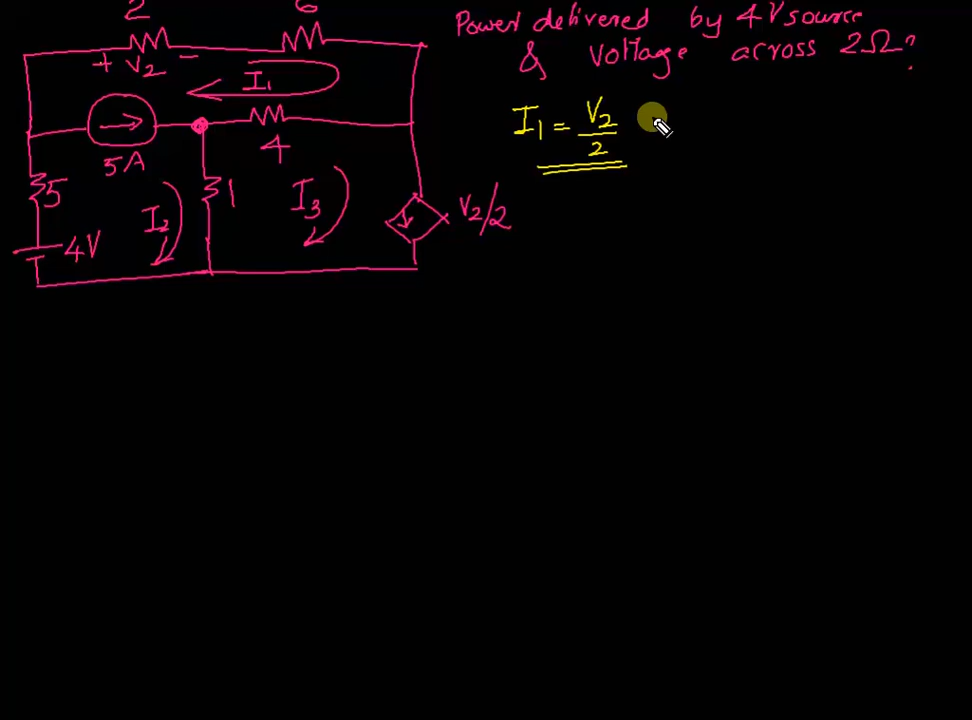 2 6
Power delivered by 4V source
& voltage across 2Ω?
+ V2 -
I1
I1 = V2/2
5A
4
5
I2
1
I3
V2/2
4V